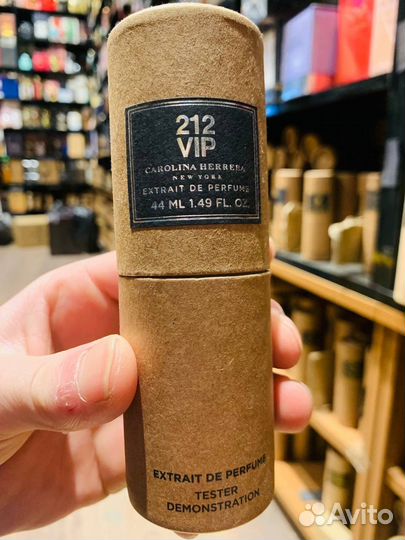 212
VIP
CAROLINA HERRERA
NEW YORK
EXTRAIT DE PERFUME
44 ML 1.49 FL. OZ.
EXTRAIT DE PERFUME
TESTER
DEMONSTRATION
Avito